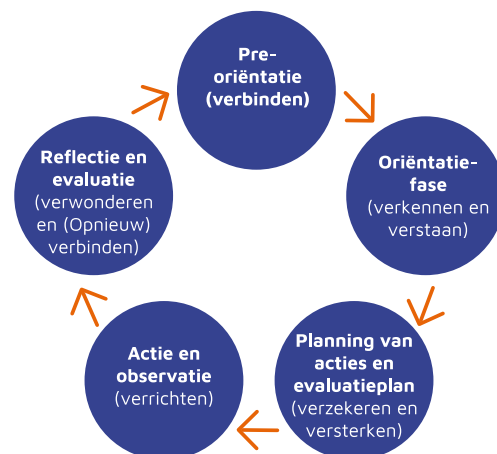 Pre-
oriëntatie
(verbinden)
Oriëntatie-
fase
(verkennen en
verstaan)
Planning van
acties en
evaluatieplan
(verzekeren en
versterken)
Actie en
observatie
(verrichten)
Reflectie en
evaluatie
(verwonderen
en (Opnieuw)
verbinden)